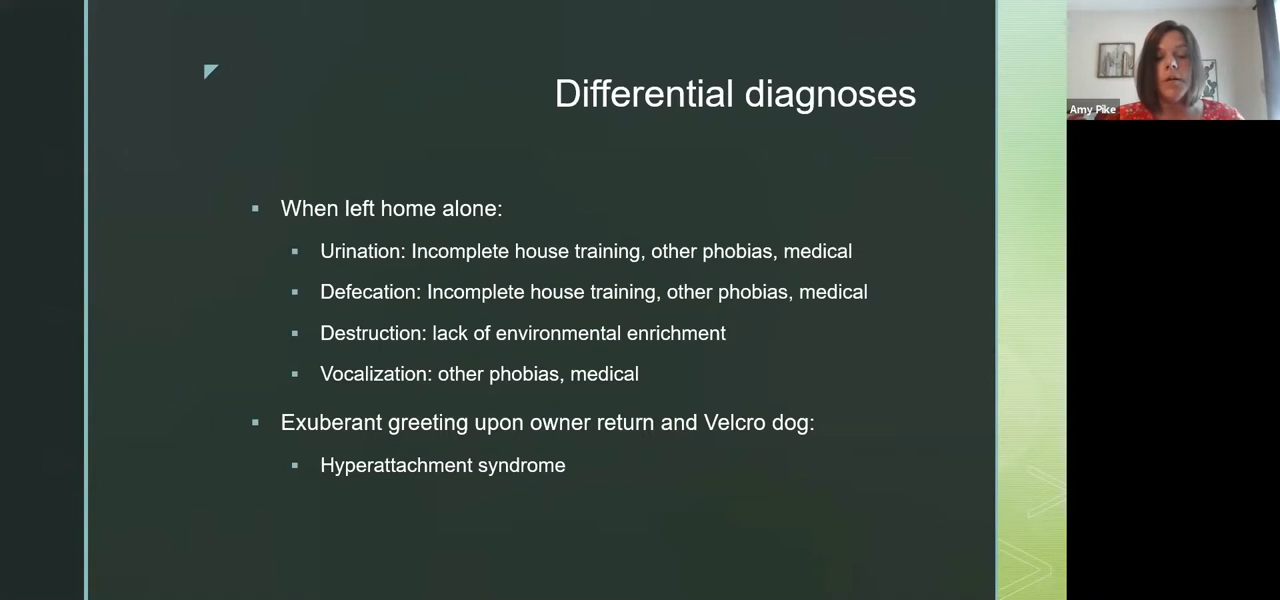 Differential diagnoses
Amy Pike
▪ When left home alone:
▪ Urination: Incomplete house training, other phobias, medical
▪ Defecation: Incomplete house training, other phobias, medical
▪ Destruction: lack of environmental enrichment
▪ Vocalization: other phobias, medical
▪ Exuberant greeting upon owner return and Velcro dog:
▪ Hyperattachment syndrome